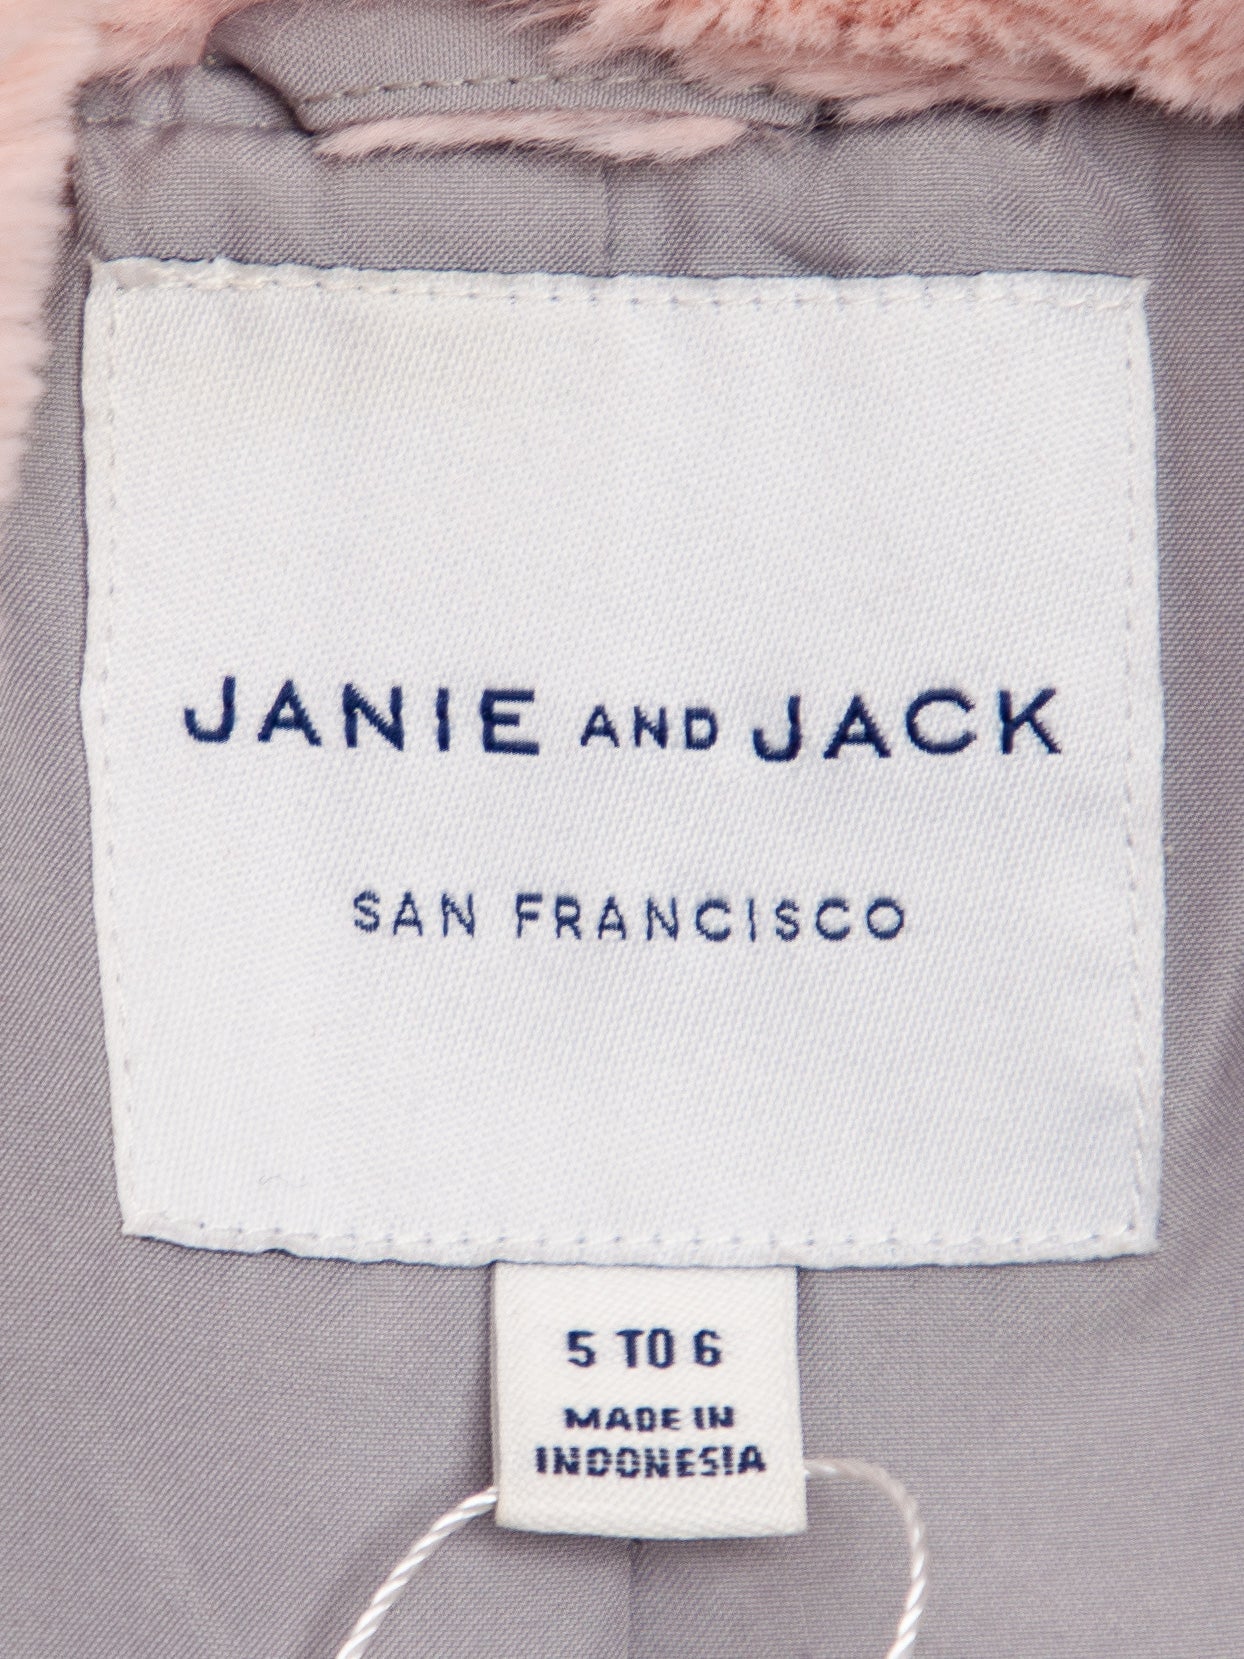 JANIE AND JACK
SAN FRANCISCO
5 TO 6
MADE IN
INDONESIA